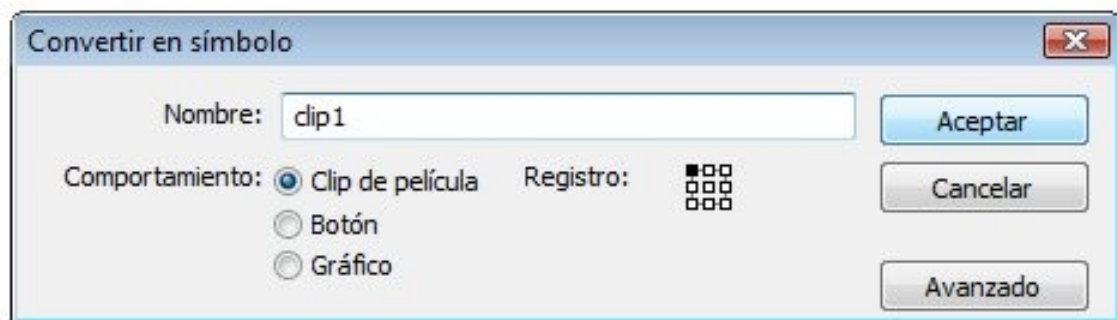 Convertir en símbolo
Nombre: clip1 Aceptar
Comportamiento: Clip de película Registro: Cancelar
Botón
Gráfico
Avanzado